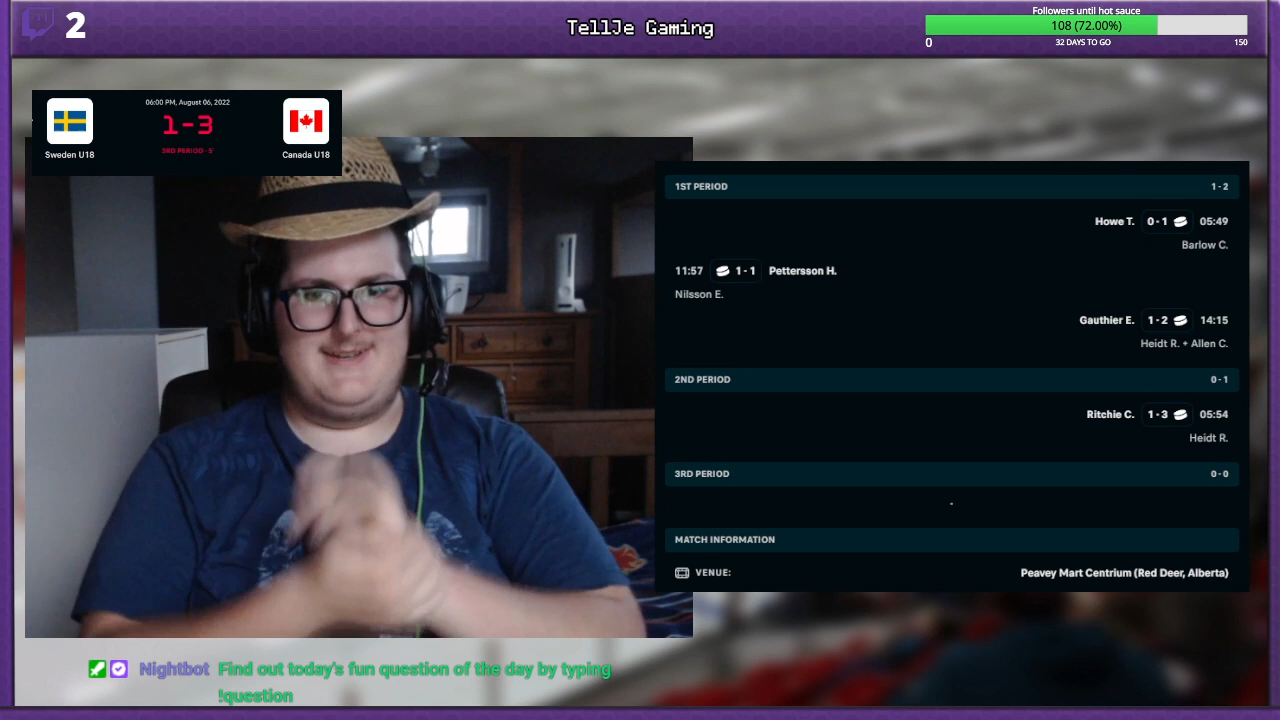 2
TellJe Gaming
Followers until hot sauce
108 (72.00%)
0
32 DAYS TO GO
150
06:00 PM, August 06, 2022
1-3
3RD PERIOD - 5'
Sweden U18
Canada U18
1ST PERIOD
1 - 2
Howe T. 0 - 1 05:49
Barlow C.
11:57 1 - 1 Pettersson H.
Nilsson E.
Gauthier E. 1 - 2 14:15
Heidt R. + Allen C.
2ND PERIOD
0 - 1
Ritchie C. 1 - 3 05:54
Heidt R.
3RD PERIOD
0 - 0
-
MATCH INFORMATION
VENUE:
Peavey Mart Centrium (Red Deer, Alberta)
Nightbot Find out today's fun question of the day by typing
!question